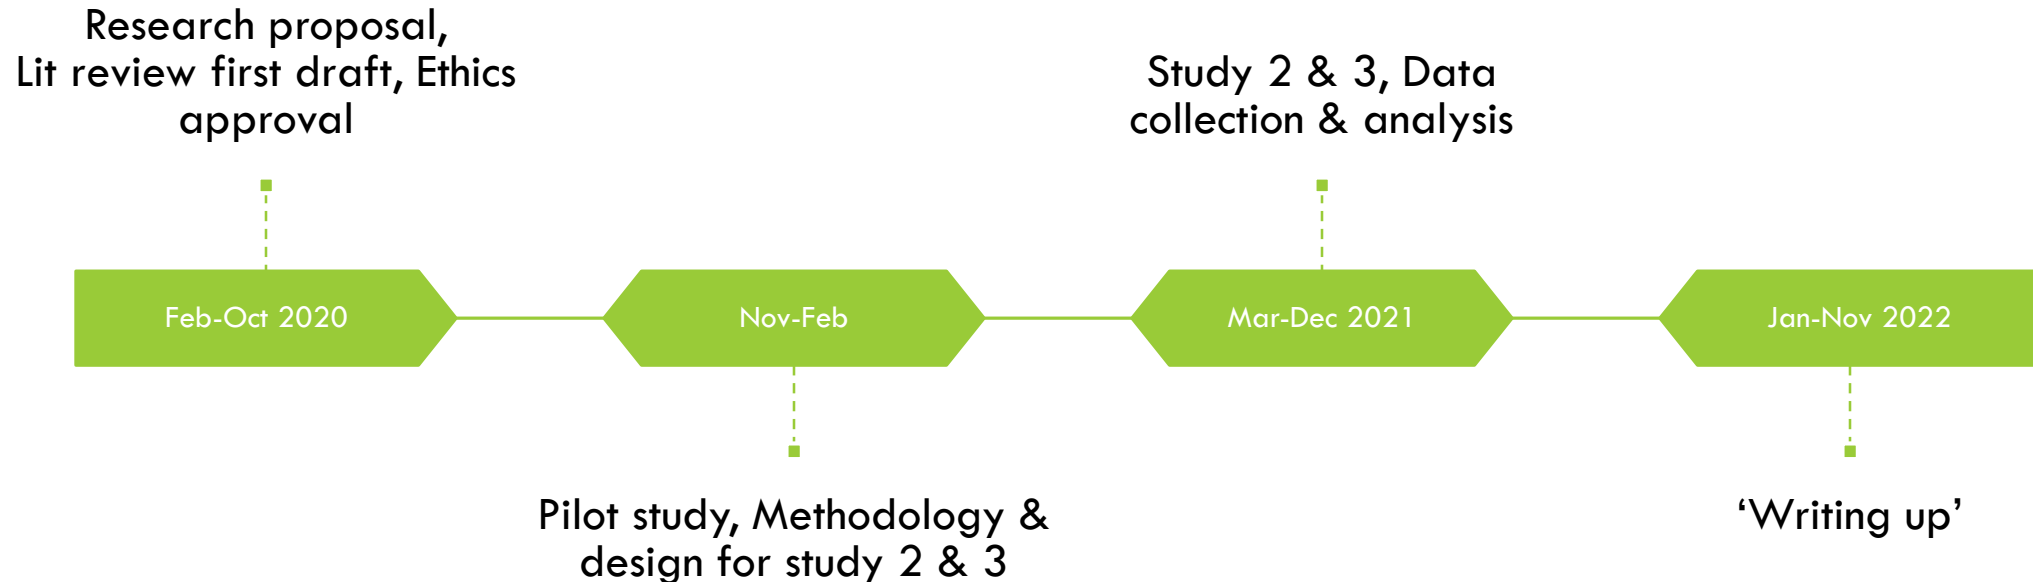 Research proposal,
Lit review first draft, Ethics
approval
Study 2 & 3, Data
collection & analysis
Feb-Oct 2020
Nov-Feb
Mar-Dec 2021
Jan-Nov 2022
Pilot study, Methodology &
design for study 2 & 3
‘Writing up’